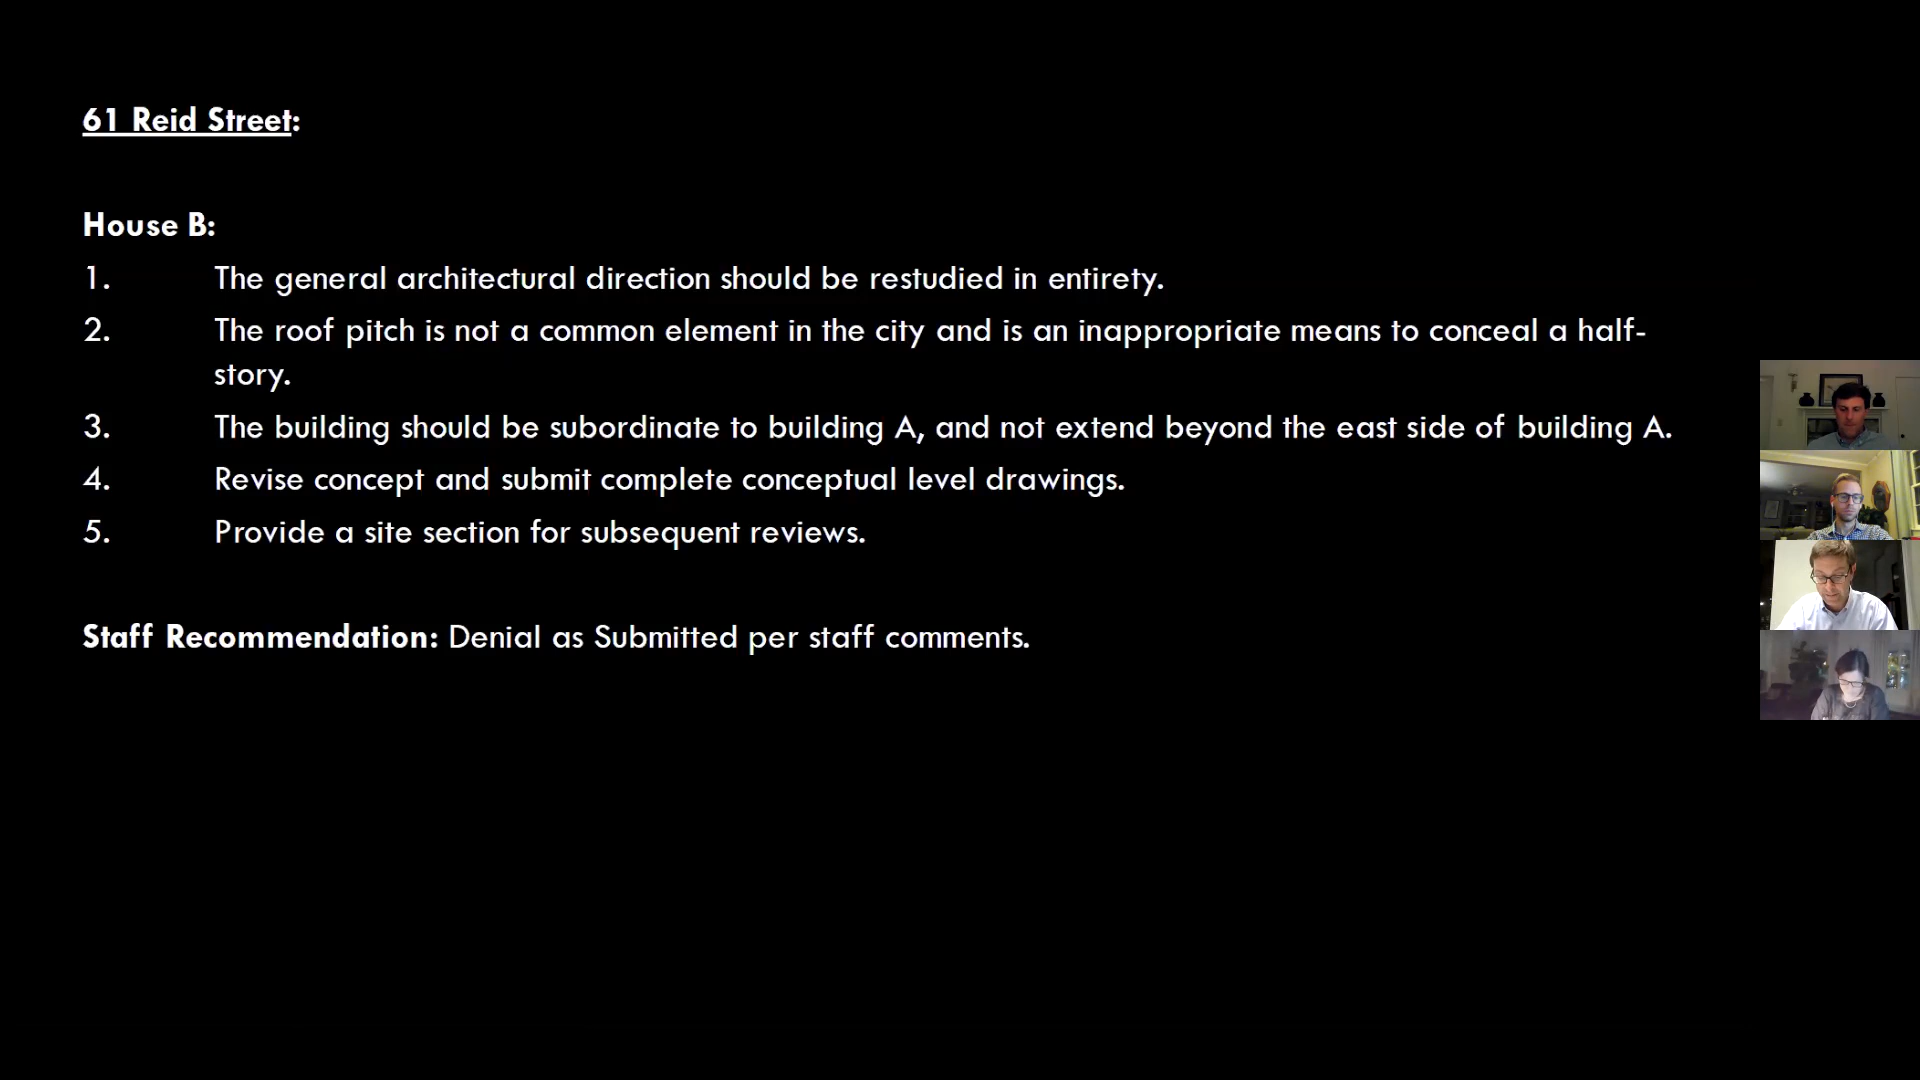 61 Reid Street:
House B:
1. The general architectural direction should be restudied in entirety.
2. The roof pitch is not a common element in the city and is an inappropriate means to conceal a half-
story.
3. The building should be subordinate to building A, and not extend beyond the east side of building A.
4. Revise concept and submit complete conceptual level drawings.
5. Provide a site section for subsequent reviews.
Staff Recommendation: Denial as Submitted per staff comments.